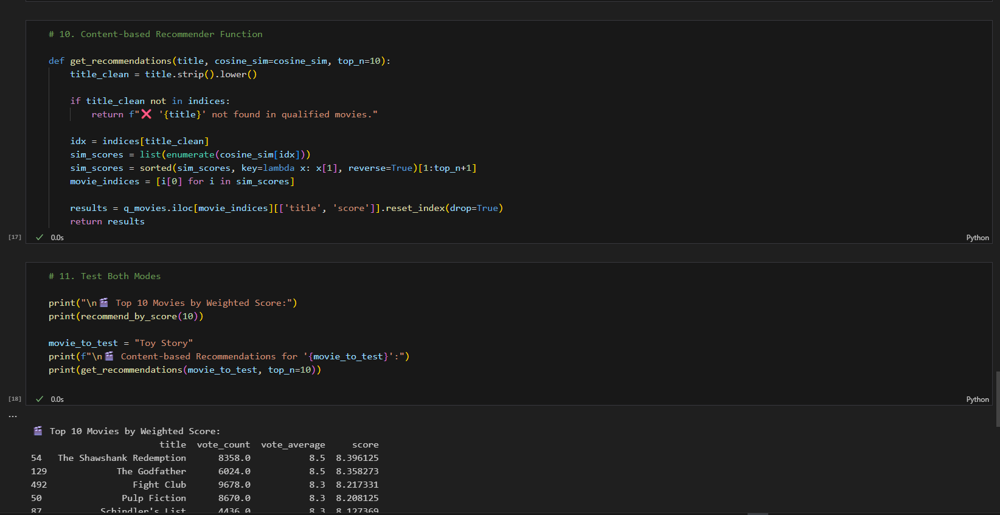 # 10. Content-based Recommender Function
def get_recommendations(title, cosine_sim=cosine_sim, top_n=10):
title_clean = title.strip().lower()
if title_clean not in indices:
return f"❌ '{title}' not found in qualified movies."
idx = indices[title_clean]
sim_scores = list(enumerate(cosine_sim[idx]))
sim_scores = sorted(sim_scores, key=lambda x: x[1], reverse=True)[1:top_n+1]
movie_indices = [i[0] for i in sim_scores]
results = q_movies.iloc[movie_indices][['title', 'score']].reset_index(drop=True)
return results
[17] ✓ 0.0s Python
# 11. Test Both Modes
print("\n🎬 Top 10 Movies by Weighted Score:")
print(recommend_by_score(10))
movie_to_test = "Toy Story"
print(f"\n🎬 Content-based Recommendations for '{movie_to_test}':")
print(get_recommendations(movie_to_test, top_n=10))
[18] ✓ 0.0s Python
...
🎬 Top 10 Movies by Weighted Score:
title vote_count vote_average score
54 The Shawshank Redemption 8358.0 8.5 8.396125
129 The Godfather 6024.0 8.5 8.358273
492 Fight Club 9678.0 8.3 8.217331
50 Pulp Fiction 8670.0 8.3 8.208125
87 Schindler's List 4436.0 8.3 8.127369